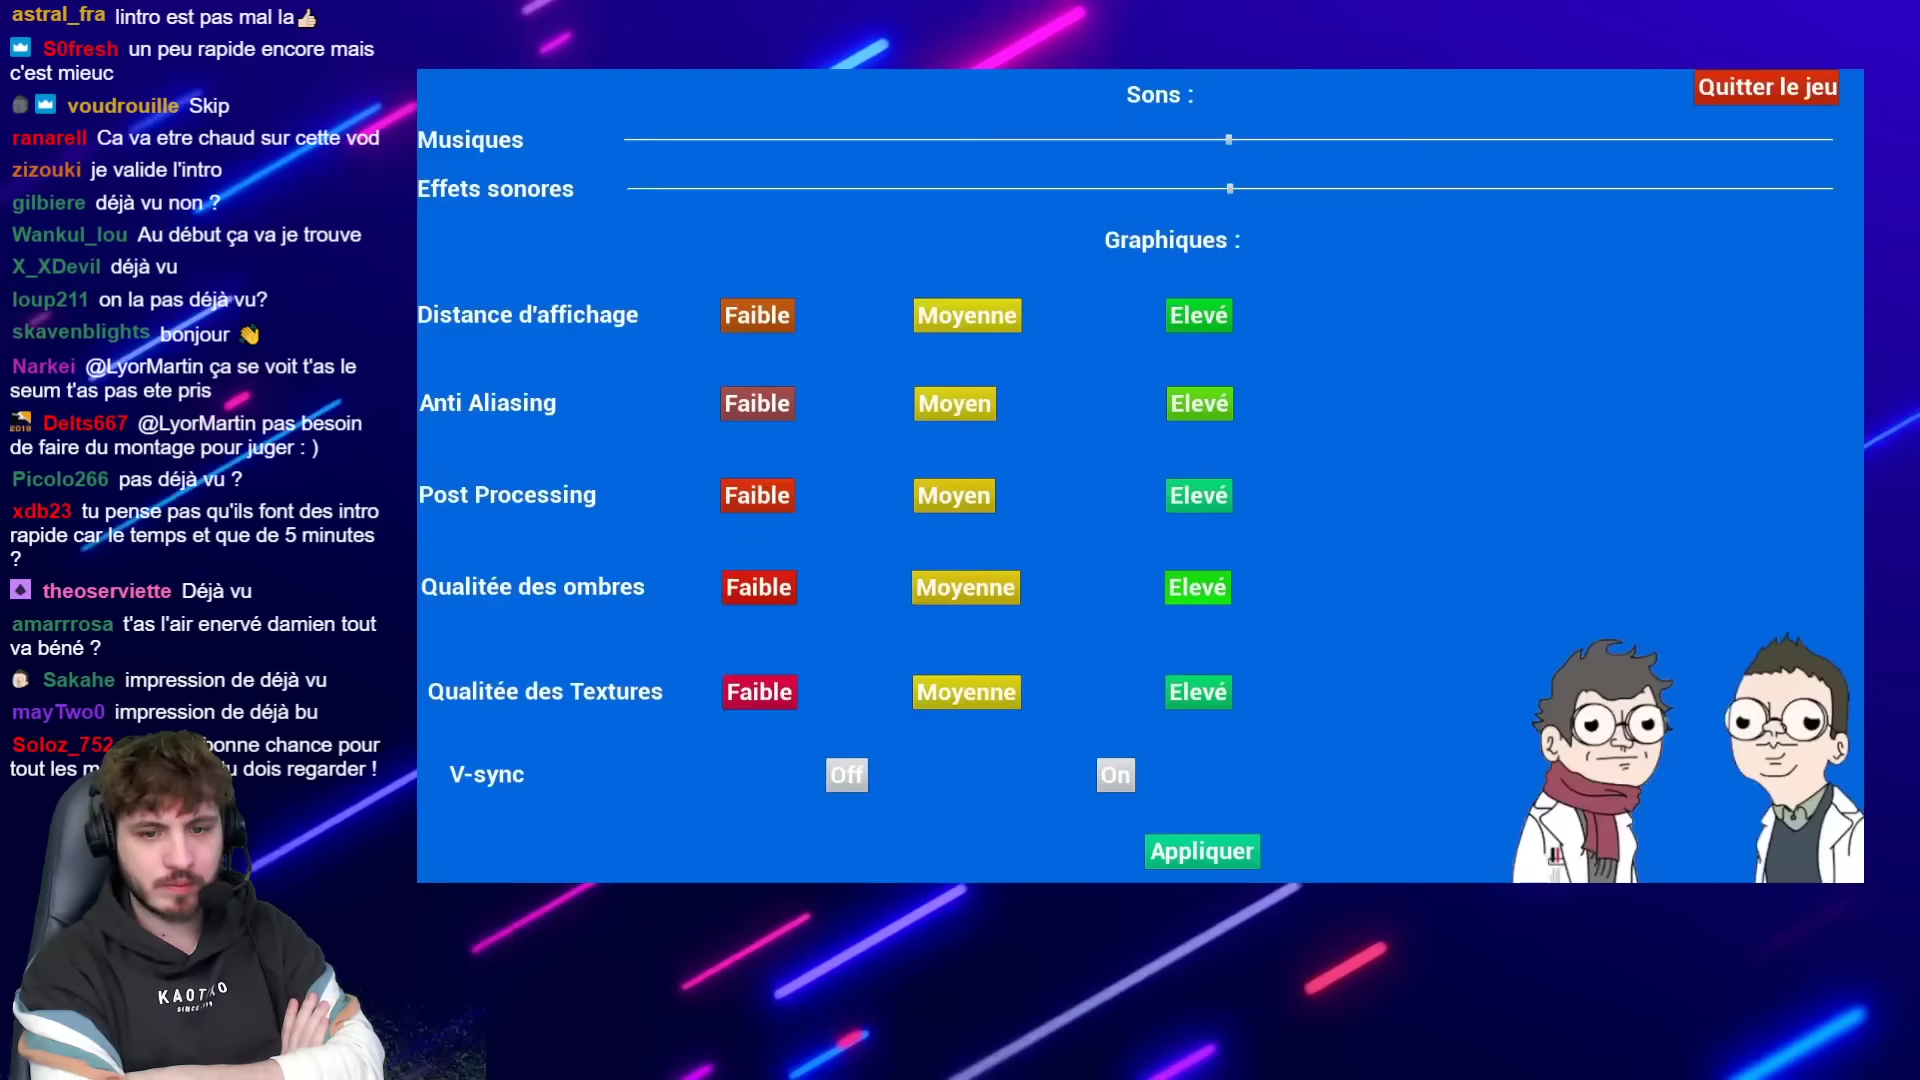 astral_fra lintro est pas mal la
S0fresh un peu rapide encore mais
c'est mieuc
voudrouille Skip
ranarell Ca va etre chaud sur cette vod
zizouki je valide l'intro
gilbiere déjà vu non ?
Wankul_lou Au début ça va je trouve
X_XDevil déjà vu
loup211 on la pas déjà vu?
skavenblights bonjour
Narkei @LyorMartin ça se voit t'as le
seum t'as pas ete pris
2018 Delts667 @LyorMartin pas besoin
de faire du montage pour juger : )
Picolo266 pas déjà vu ?
xdb23 tu pense pas qu'ils font des intro
rapide car le temps et que de 5 minutes
?
theoserviette Déjà vu
amarrrosa t'as l'air enervé damien tout
va béné ?
Sakahe impression de déjà vu
mayTwo0 impression de déjà bu
Soloz_752 bonne chance pour
tout les dois regarder !
KAOTKO
Sons :
Quitter le jeu
Musiques
Effets sonores
Graphiques :
Distance d'affichage Faible Moyenne Elevé
Anti Aliasing Faible Moyen Elevé
Post Processing Faible Moyen Elevé
Qualitée des ombres Faible Moyenne Elevé
Qualitée des Textures Faible Moyenne Elevé
V-sync Off On
Appliquer